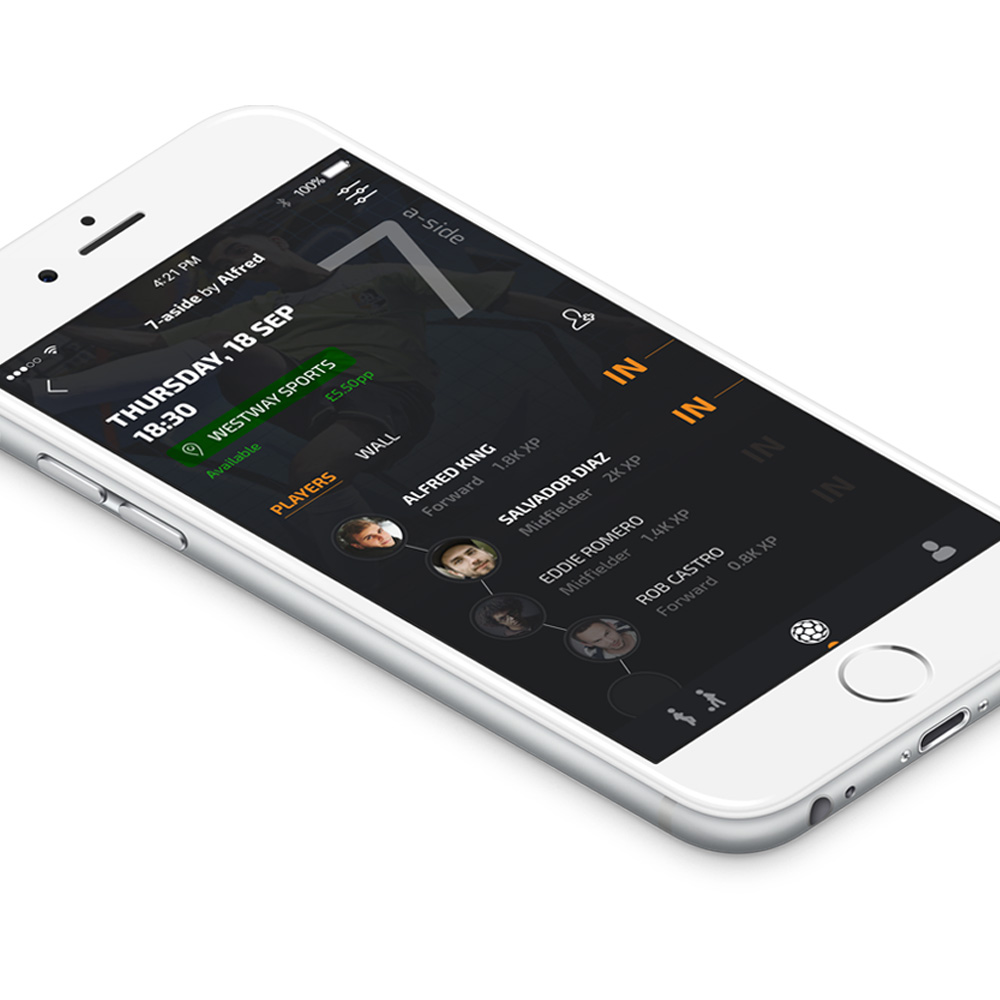 4:21 PM
100%
7-aside by Alfred
7
a-side
THURSDAY, 18 SEP
18:30
WESTWAY SPORTS
Available
£5.50pp
PLAYERS
WALL
ALFRED KING
Forward 1.8K XP
IN
SALVADOR DIAZ
Midfielder 2K XP
IN
EDDIE ROMERO
Midfielder 1.4K XP
IN
ROB CASTRO
Forward 0.8K XP
IN